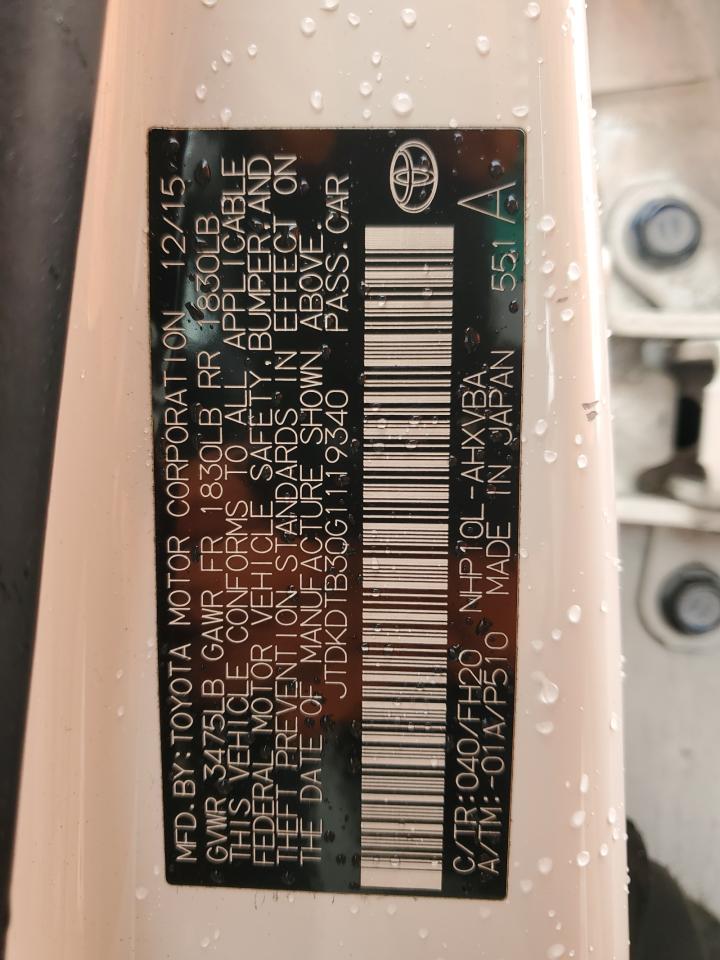 MFD.BY:TOYOTA MOTOR CORPORATION 12/15
GVWR 3475LB GAWR FR 1830LB RR 1830LB
THIS VEHICLE CONFORMS TO ALL APPLICABLE
FEDERAL MOTOR VEHICLE SAFETY,BUMPER,AND
THEFT PREVENTION STANDARDS IN EFFECT ON
THE DATE OF MANUFACTURE SHOWN ABOVE.
JTDKDTB30G1119340 PASS.CAR
C/TR:040/FH20 NHP10L-AHXVBA
A/TM:-01A/P510 MADE IN JAPAN 551 A